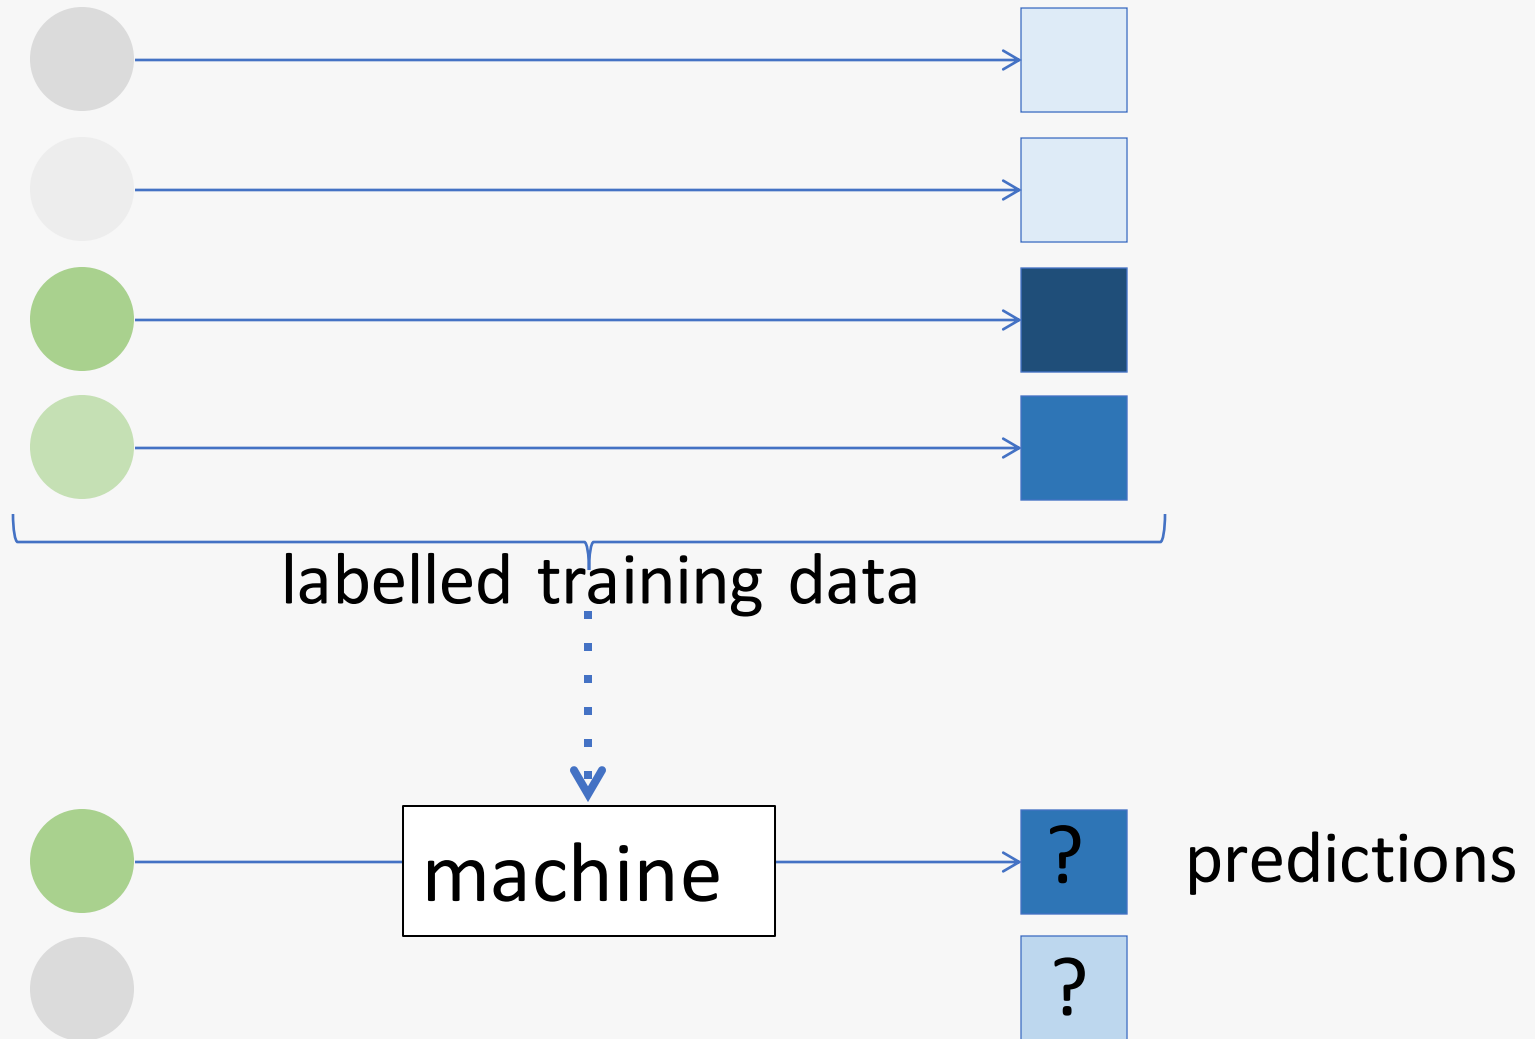 labelled training data
machine
? predictions
?